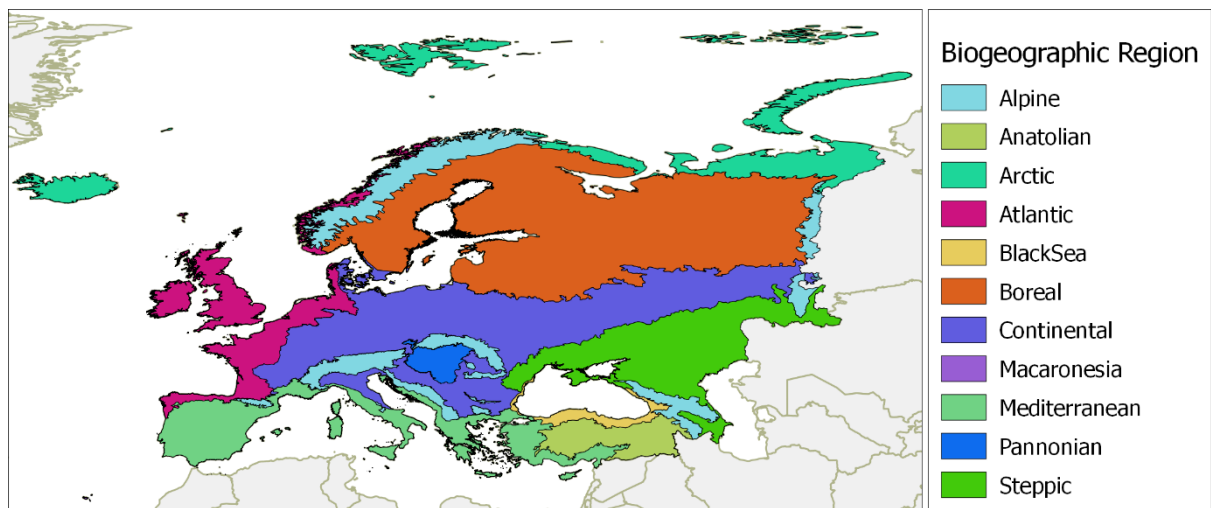 Biogeographic Region
Alpine
Anatolian
Arctic
Atlantic
BlackSea
Boreal
Continental
Macaronesia
Mediterranean
Pannonian
Steppic